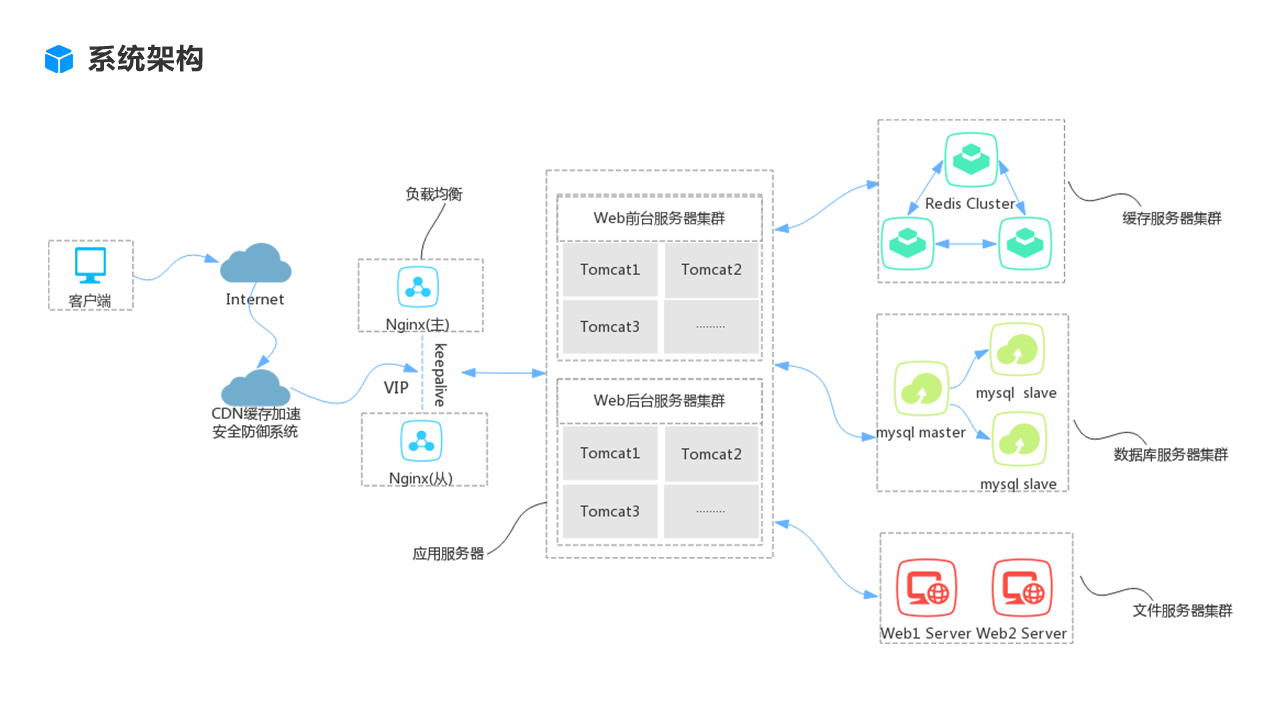 系统架构
客户端
Internet
CDN缓存加速
安全防御系统
负载均衡
Nginx(主)
VIP
keepalive
Nginx(从)
应用服务器
Web前台服务器集群
Tomcat1
Tomcat2
Tomcat3
·········
Web后台服务器集群
Tomcat1
Tomcat2
Tomcat3
·········
Redis Cluster
缓存服务器集群
mysql slave
mysql master
mysql slave
数据库服务器集群
Web1 Server
Web2 Server
文件服务器集群